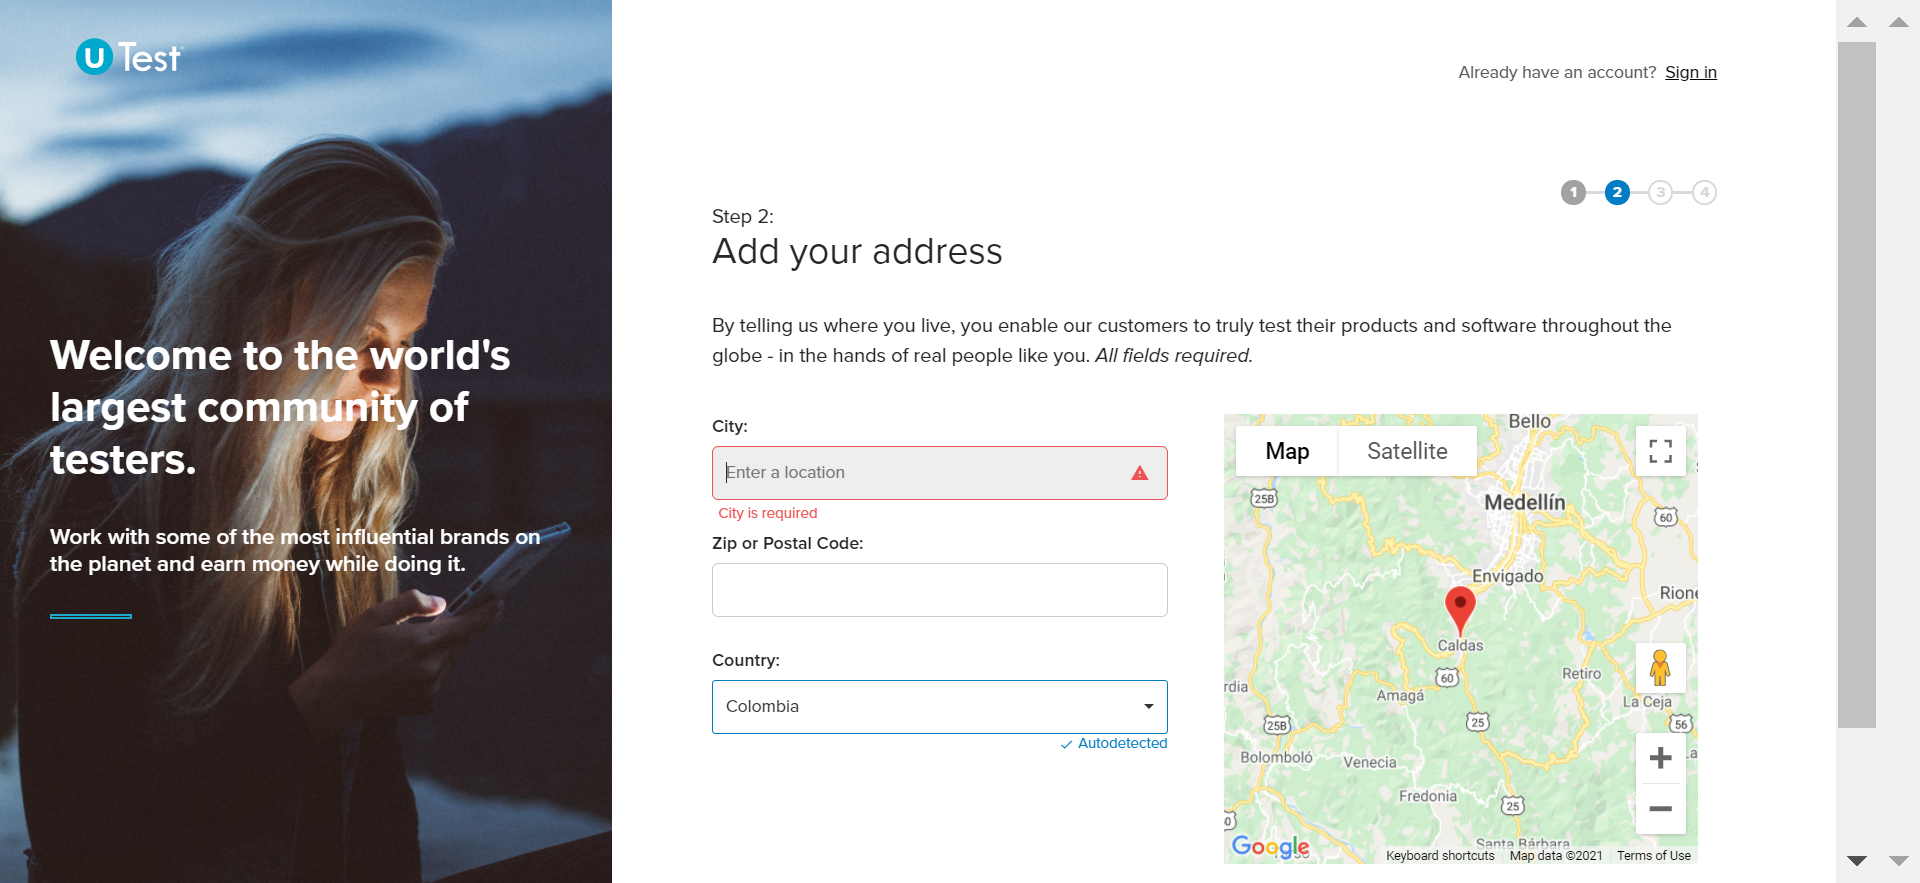 U Test
Already have an account? Sign in
1 2 3 4
Step 2:
Add your address
By telling us where you live, you enable our customers to truly test their products and software throughout the
globe - in the hands of real people like you. All fields required.
Welcome to the world's
largest community of
testers.
Work with some of the most influential brands on
the planet and earn money while doing it.
City:
Enter a location
City is required
Zip or Postal Code:
Country:
Colombia
Autodetected
Map Satellite
Bello
25B
Medellín
60
Envigado
Caldas
60
Retiro
Amagá
La Ceja
25B
25
56
Bolomboló
Venecia
Fredonia
25
Santa Bárbara
Google
Keyboard shortcuts Map data ©2021 Terms of Use